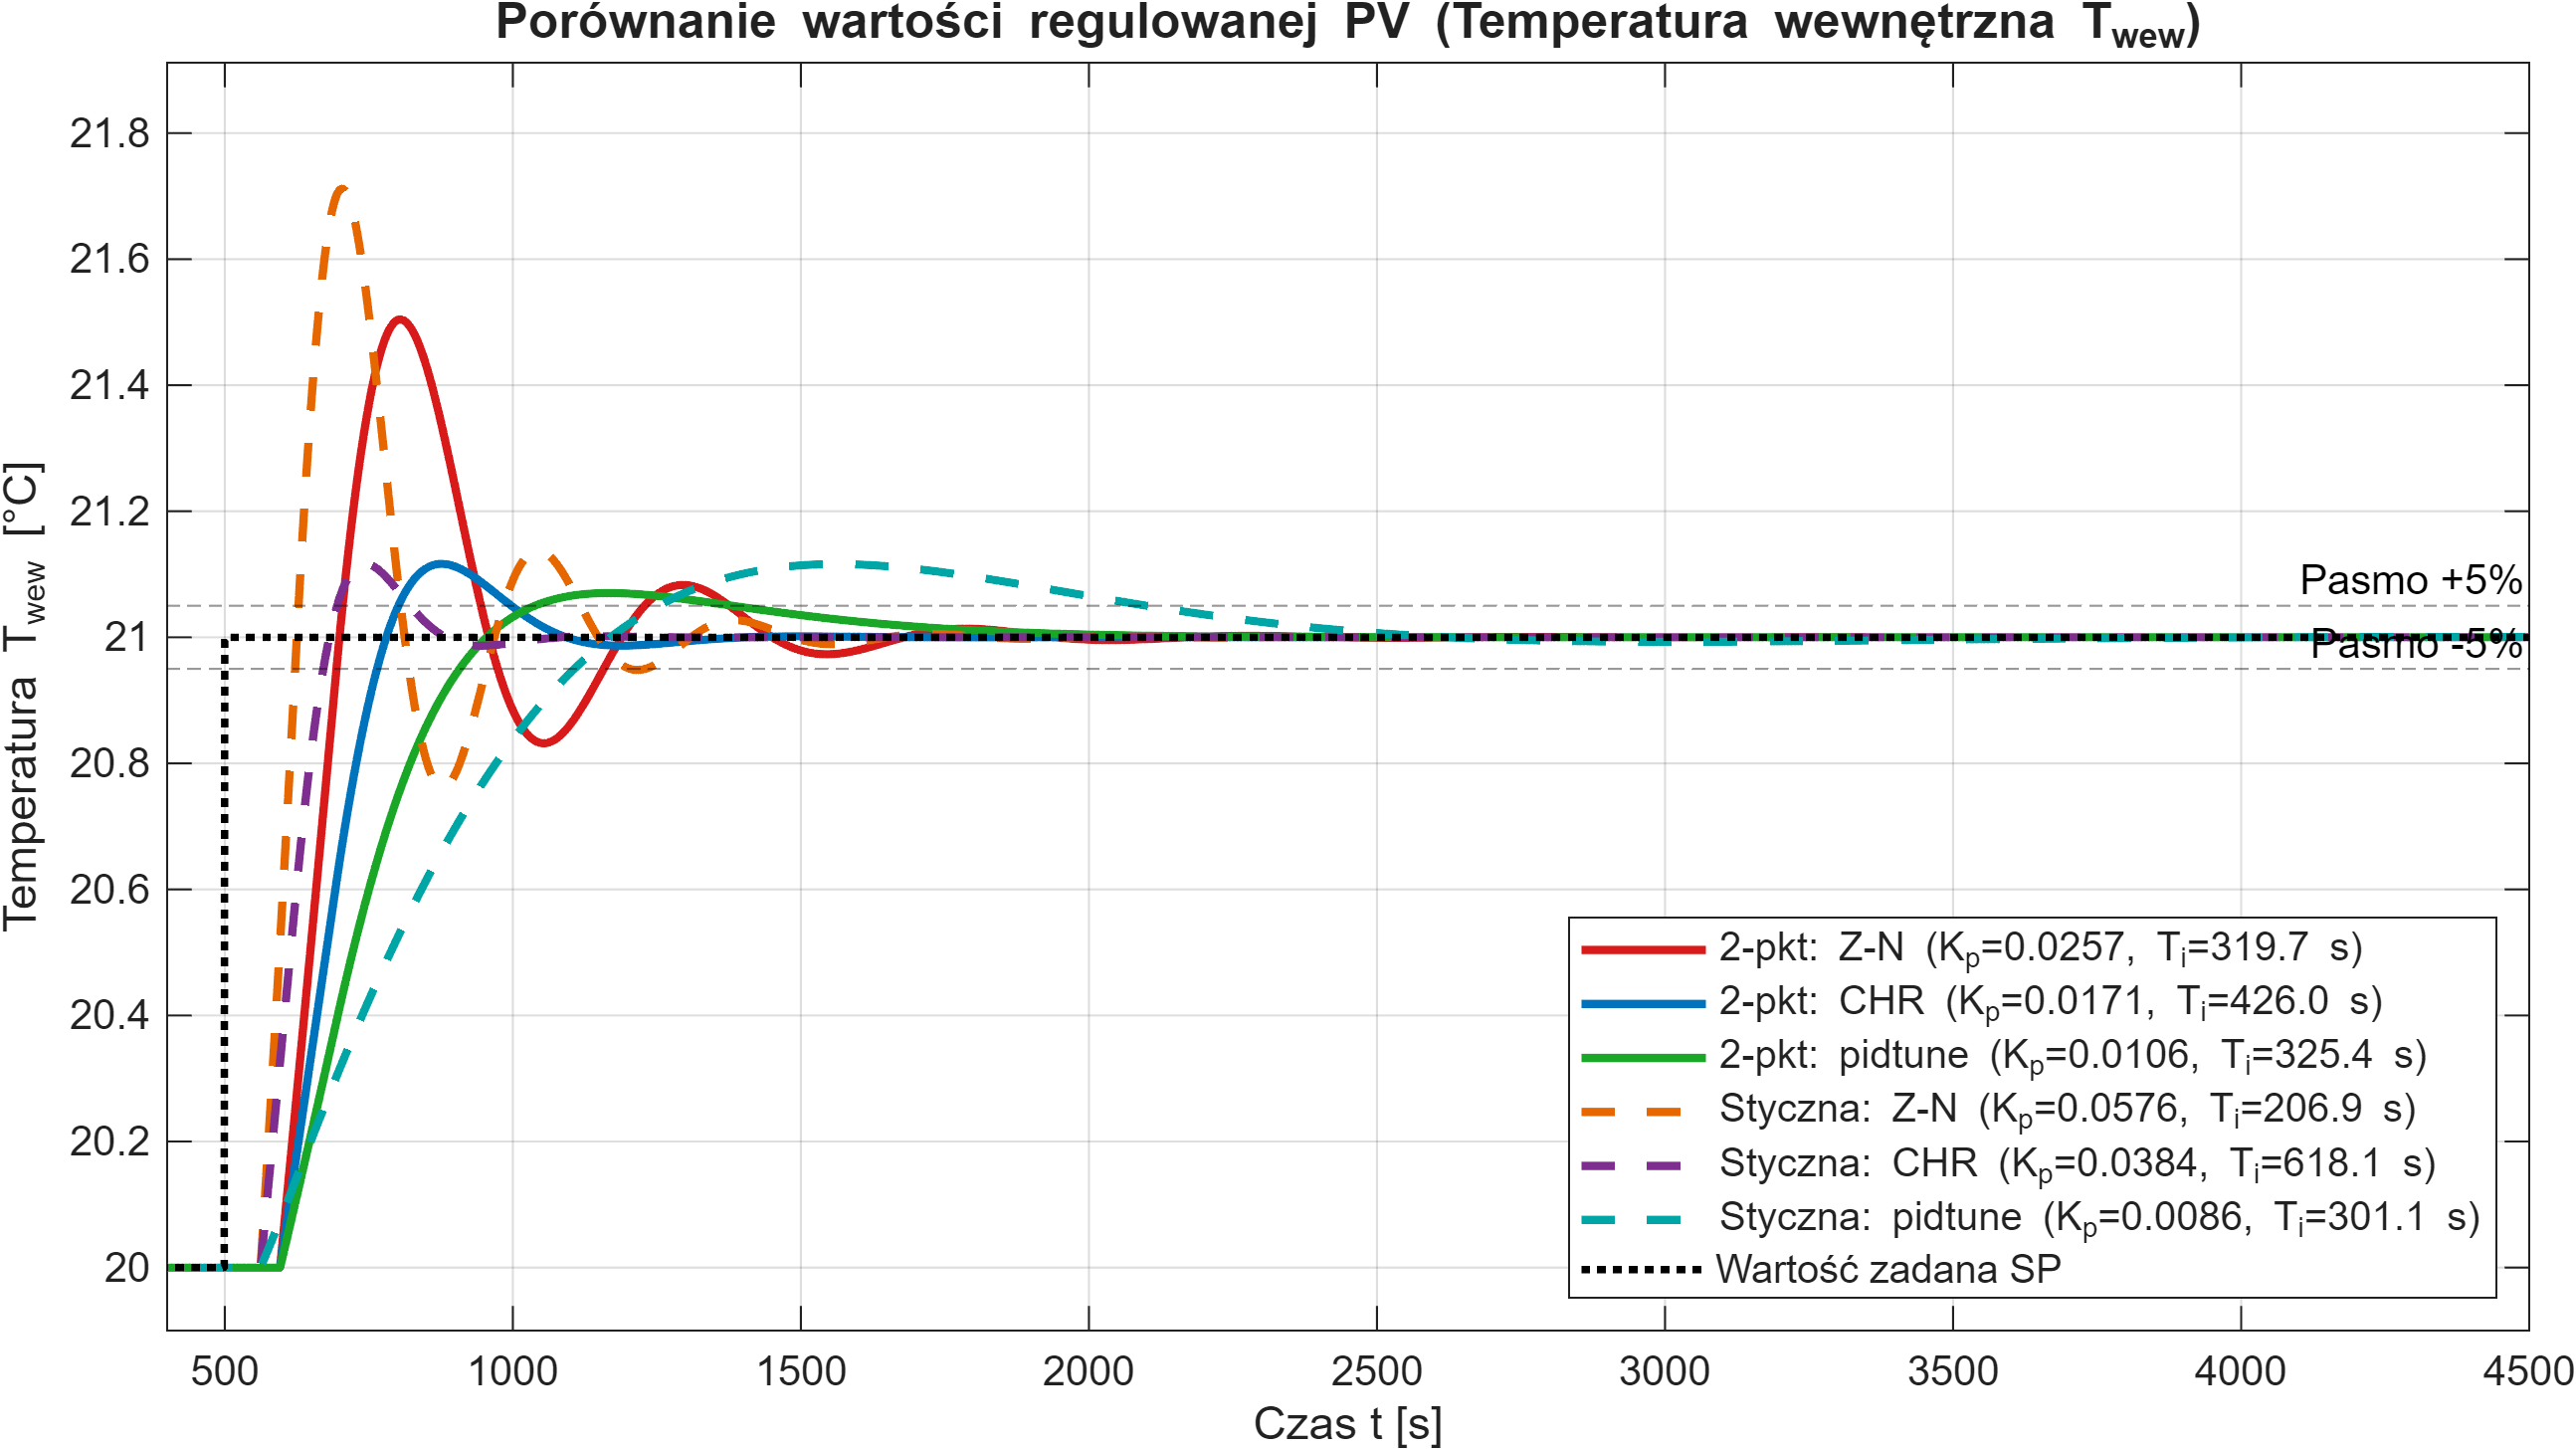 Porównanie wartości regulowanej PV (Temperatura wewnętrzna Twew)
Temperatura Twew [°C]
21.8
21.6
21.4
21.2
21
20.8
20.6
20.4
20.2
20
Pasmo +5%
Pasmo -5%
2-pkt: Z-N (Kp=0.0257, Ti=319.7 s)
2-pkt: CHR (Kp=0.0171, Ti=426.0 s)
2-pkt: pidtune (Kp=0.0106, Ti=325.4 s)
Styczna: Z-N (Kp=0.0576, Ti=206.9 s)
Styczna: CHR (Kp=0.0384, Ti=618.1 s)
Styczna: pidtune (Kp=0.0086, Ti=301.1 s)
Wartość zadana SP
500 1000 1500 2000 2500 3000 3500 4000 4500
Czas t [s]